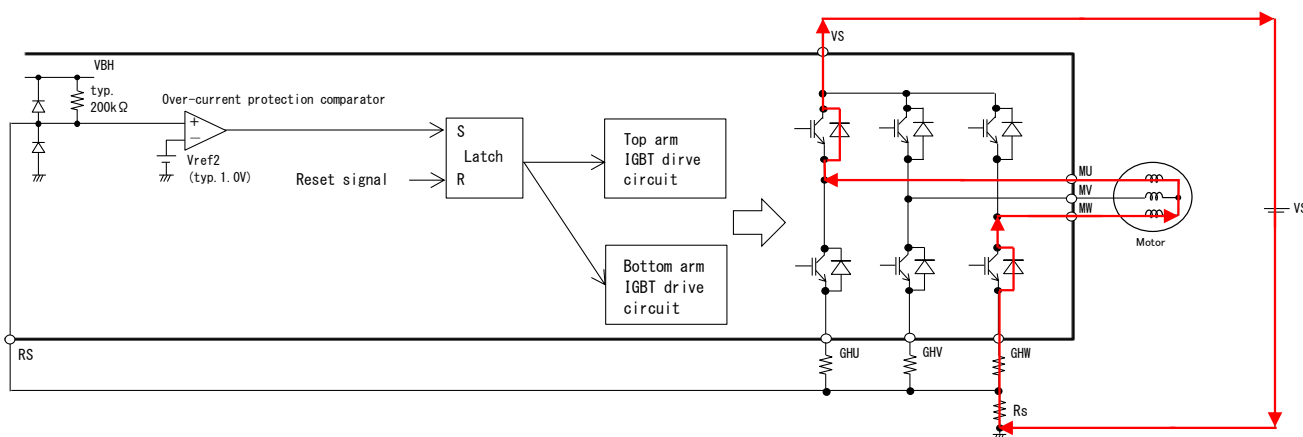 VS
VBH
typ.
200kΩ
Over-current protection comparator
+
−
Vref2
(typ.1.0V)
S
Latch
R
Reset signal
Top arm
IGBT dirve
circuit
Bottom arm
IGBT drive
circuit
MU
MV
MW
Motor
VS
RS
GHU
GHV
GHW
Rs